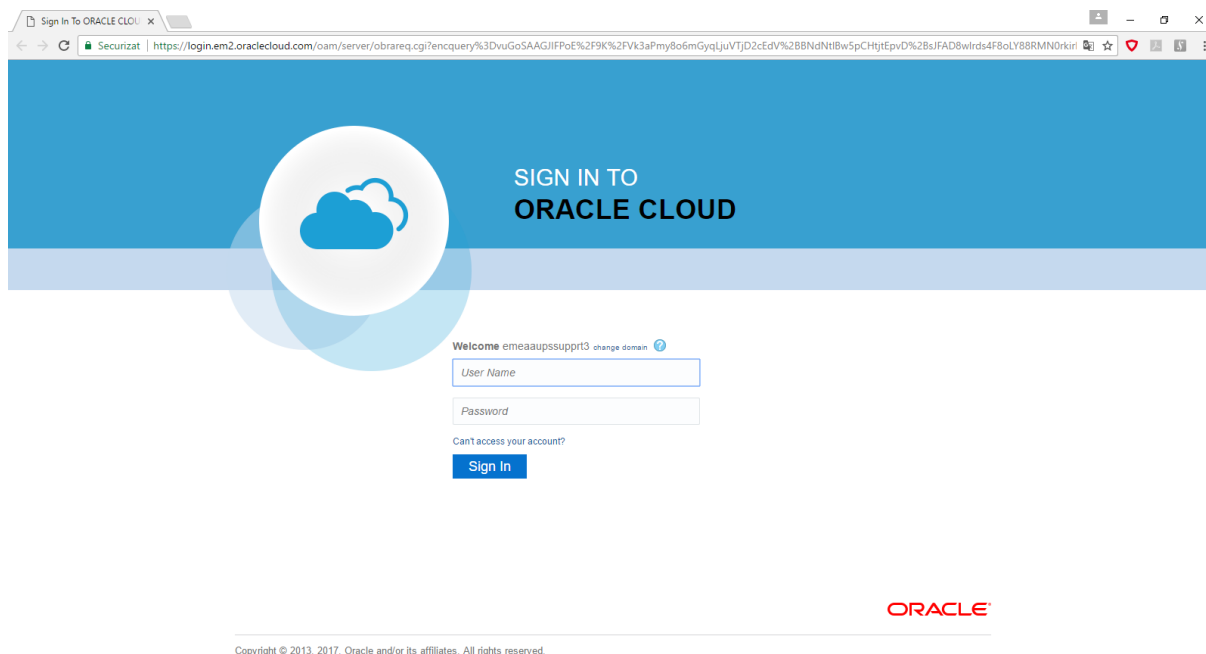 Sign In To ORACLE CLOU
Securizat
https://login.em2.oraclecloud.com/oam/server/obrareq.cgi?encquery%3DvuGoSAAGJIFPoE%2F9K%2FVk3aPmy8o6mGyqLjuVTjD2cEdV%2BBNdNtlBw5pCHtjtEpvD%2BsJFAD8wIrds4F8oLY88RMN0rkirl
SIGN IN TO
ORACLE CLOUD
Welcome emeaaupssupprt3 change domain ?
User Name
Password
Can't access your account?
Sign In
ORACLE
Copyright © 2013, 2017, Oracle and/or its affiliates. All rights reserved.